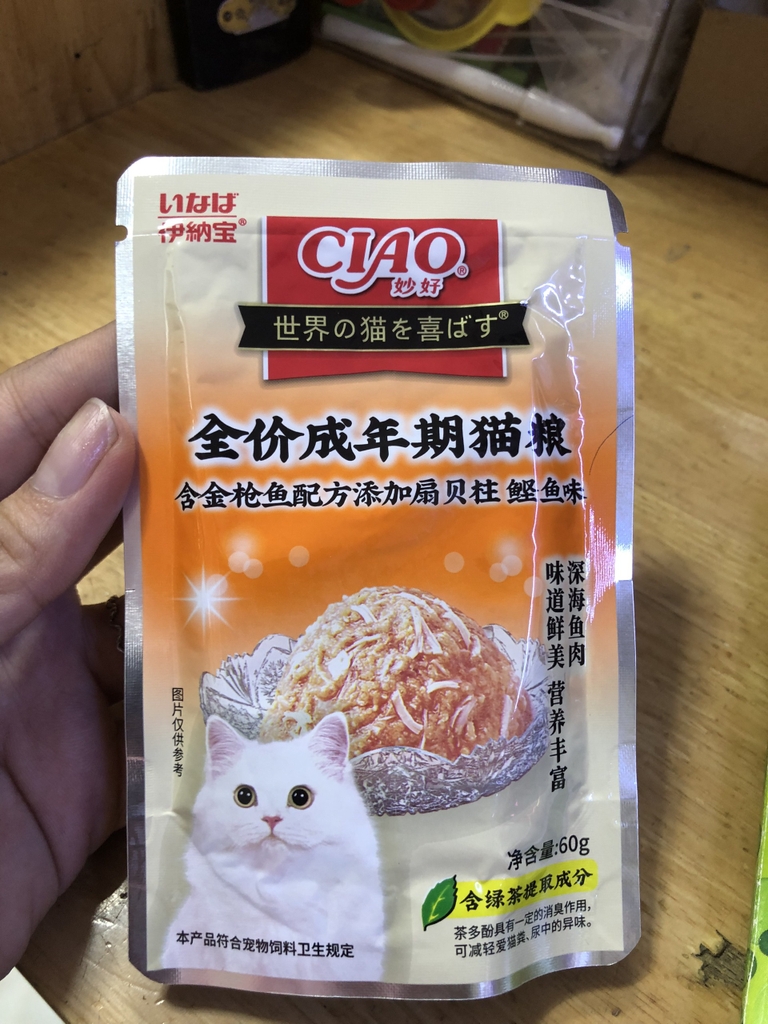 いなば
伊納宝®
CIAO®
妙好
世界の猫を喜ばす®
全价成年期猫粮
含金枪鱼配方添加扇贝柱 鲣鱼味
深海鱼肉
味道鲜美 营养丰富
图片仅供参考
净含量:60g
含绿茶提取成分
茶多酚具有一定的消臭作用,
可减轻爱猫粪、尿中的异味。
本产品符合宠物饲料卫生规定